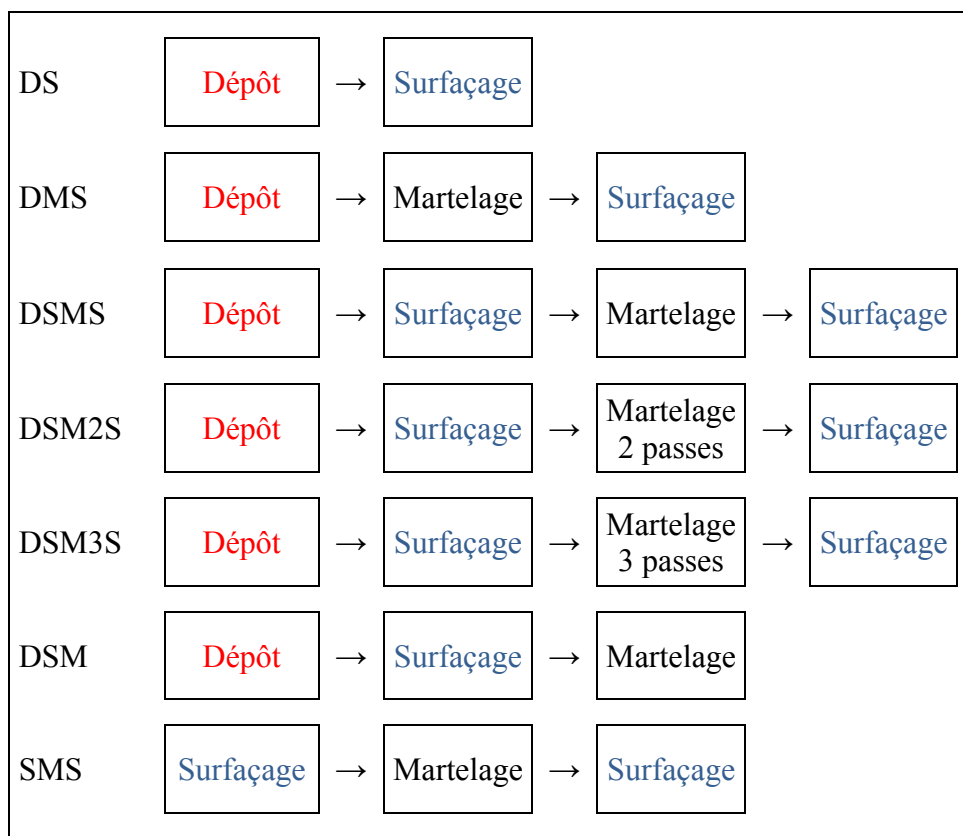 DS Dépôt → Surfaçage
DMS Dépôt → Martelage → Surfaçage
DSMS Dépôt → Surfaçage → Martelage → Surfaçage
DSM2S Dépôt → Surfaçage → Martelage 2 passes → Surfaçage
DSM3S Dépôt → Surfaçage → Martelage 3 passes → Surfaçage
DSM Dépôt → Surfaçage → Martelage
SMS Surfaçage → Martelage → Surfaçage